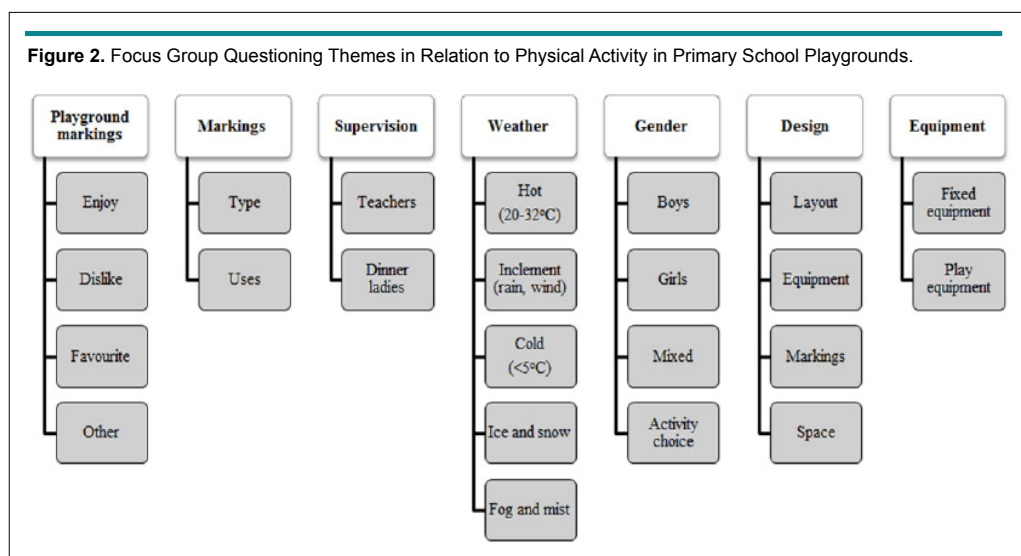 Figure 2. Focus Group Questioning Themes in Relation to Physical Activity in Primary School Playgrounds.
Playground
markings
Enjoy
Dislike
Favourite
Other
Markings
Type
Uses
Supervision
Teachers
Dinner
ladies
Weather
Hot
(20-32ºC)
Inclement
(rain, wind)
Cold
(<5ºC)
Ice and snow
Fog and mist
Gender
Boys
Girls
Mixed
Activity
choice
Design
Layout
Equipment
Markings
Space
Equipment
Fixed
equipment
Play
equipment